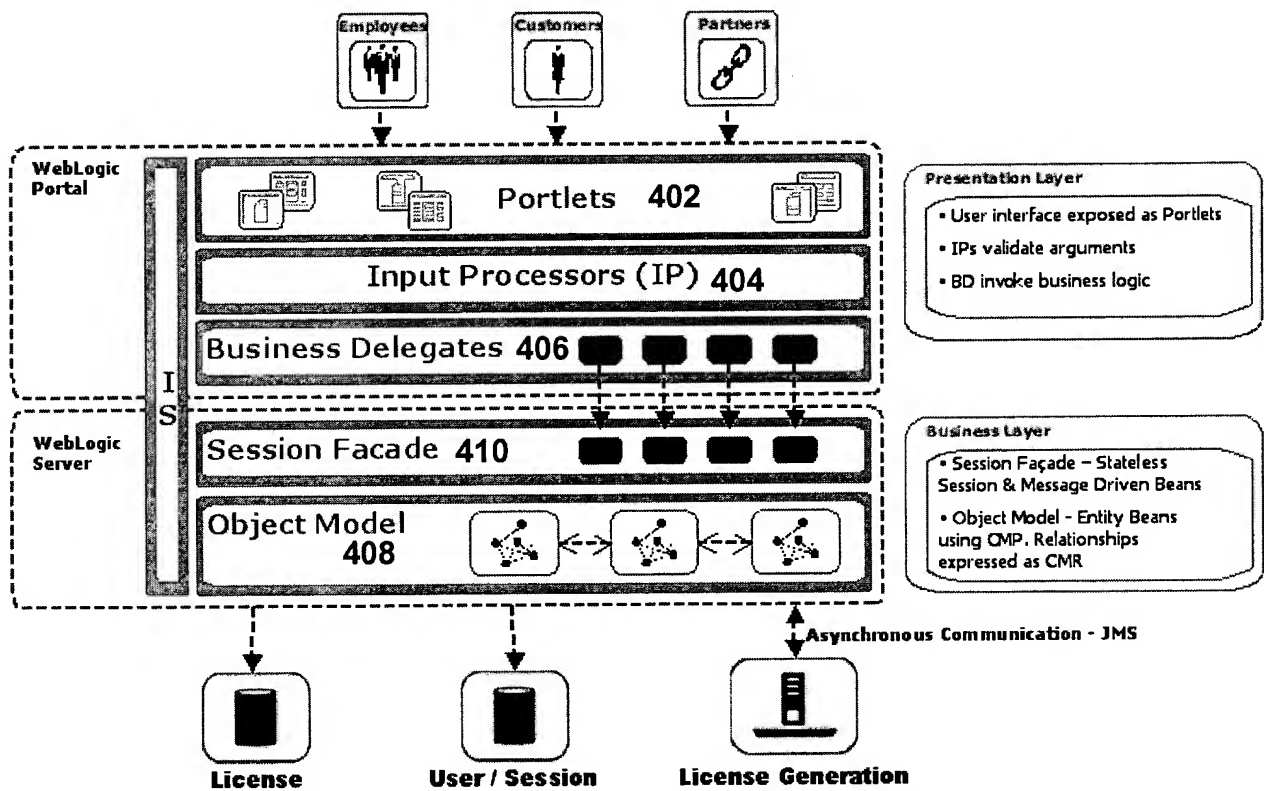 Employees
Customers
Partners
WebLogic
Portal
Portlets 402
Input Processors (IP) 404
Business Delegates 406
I
S
WebLogic
Server
Session Facade 410
Object Model
408
Presentation Layer
• User interface exposed as Portlets
• IPs validate arguments
• BD invoke business logic
Business Layer
• Session Façade – Stateless
Session & Message Driven Beans
• Object Model - Entity Beans
using CMP. Relationships
expressed as CMR
Asynchronous Communication - JMS
License
User / Session
License Generation